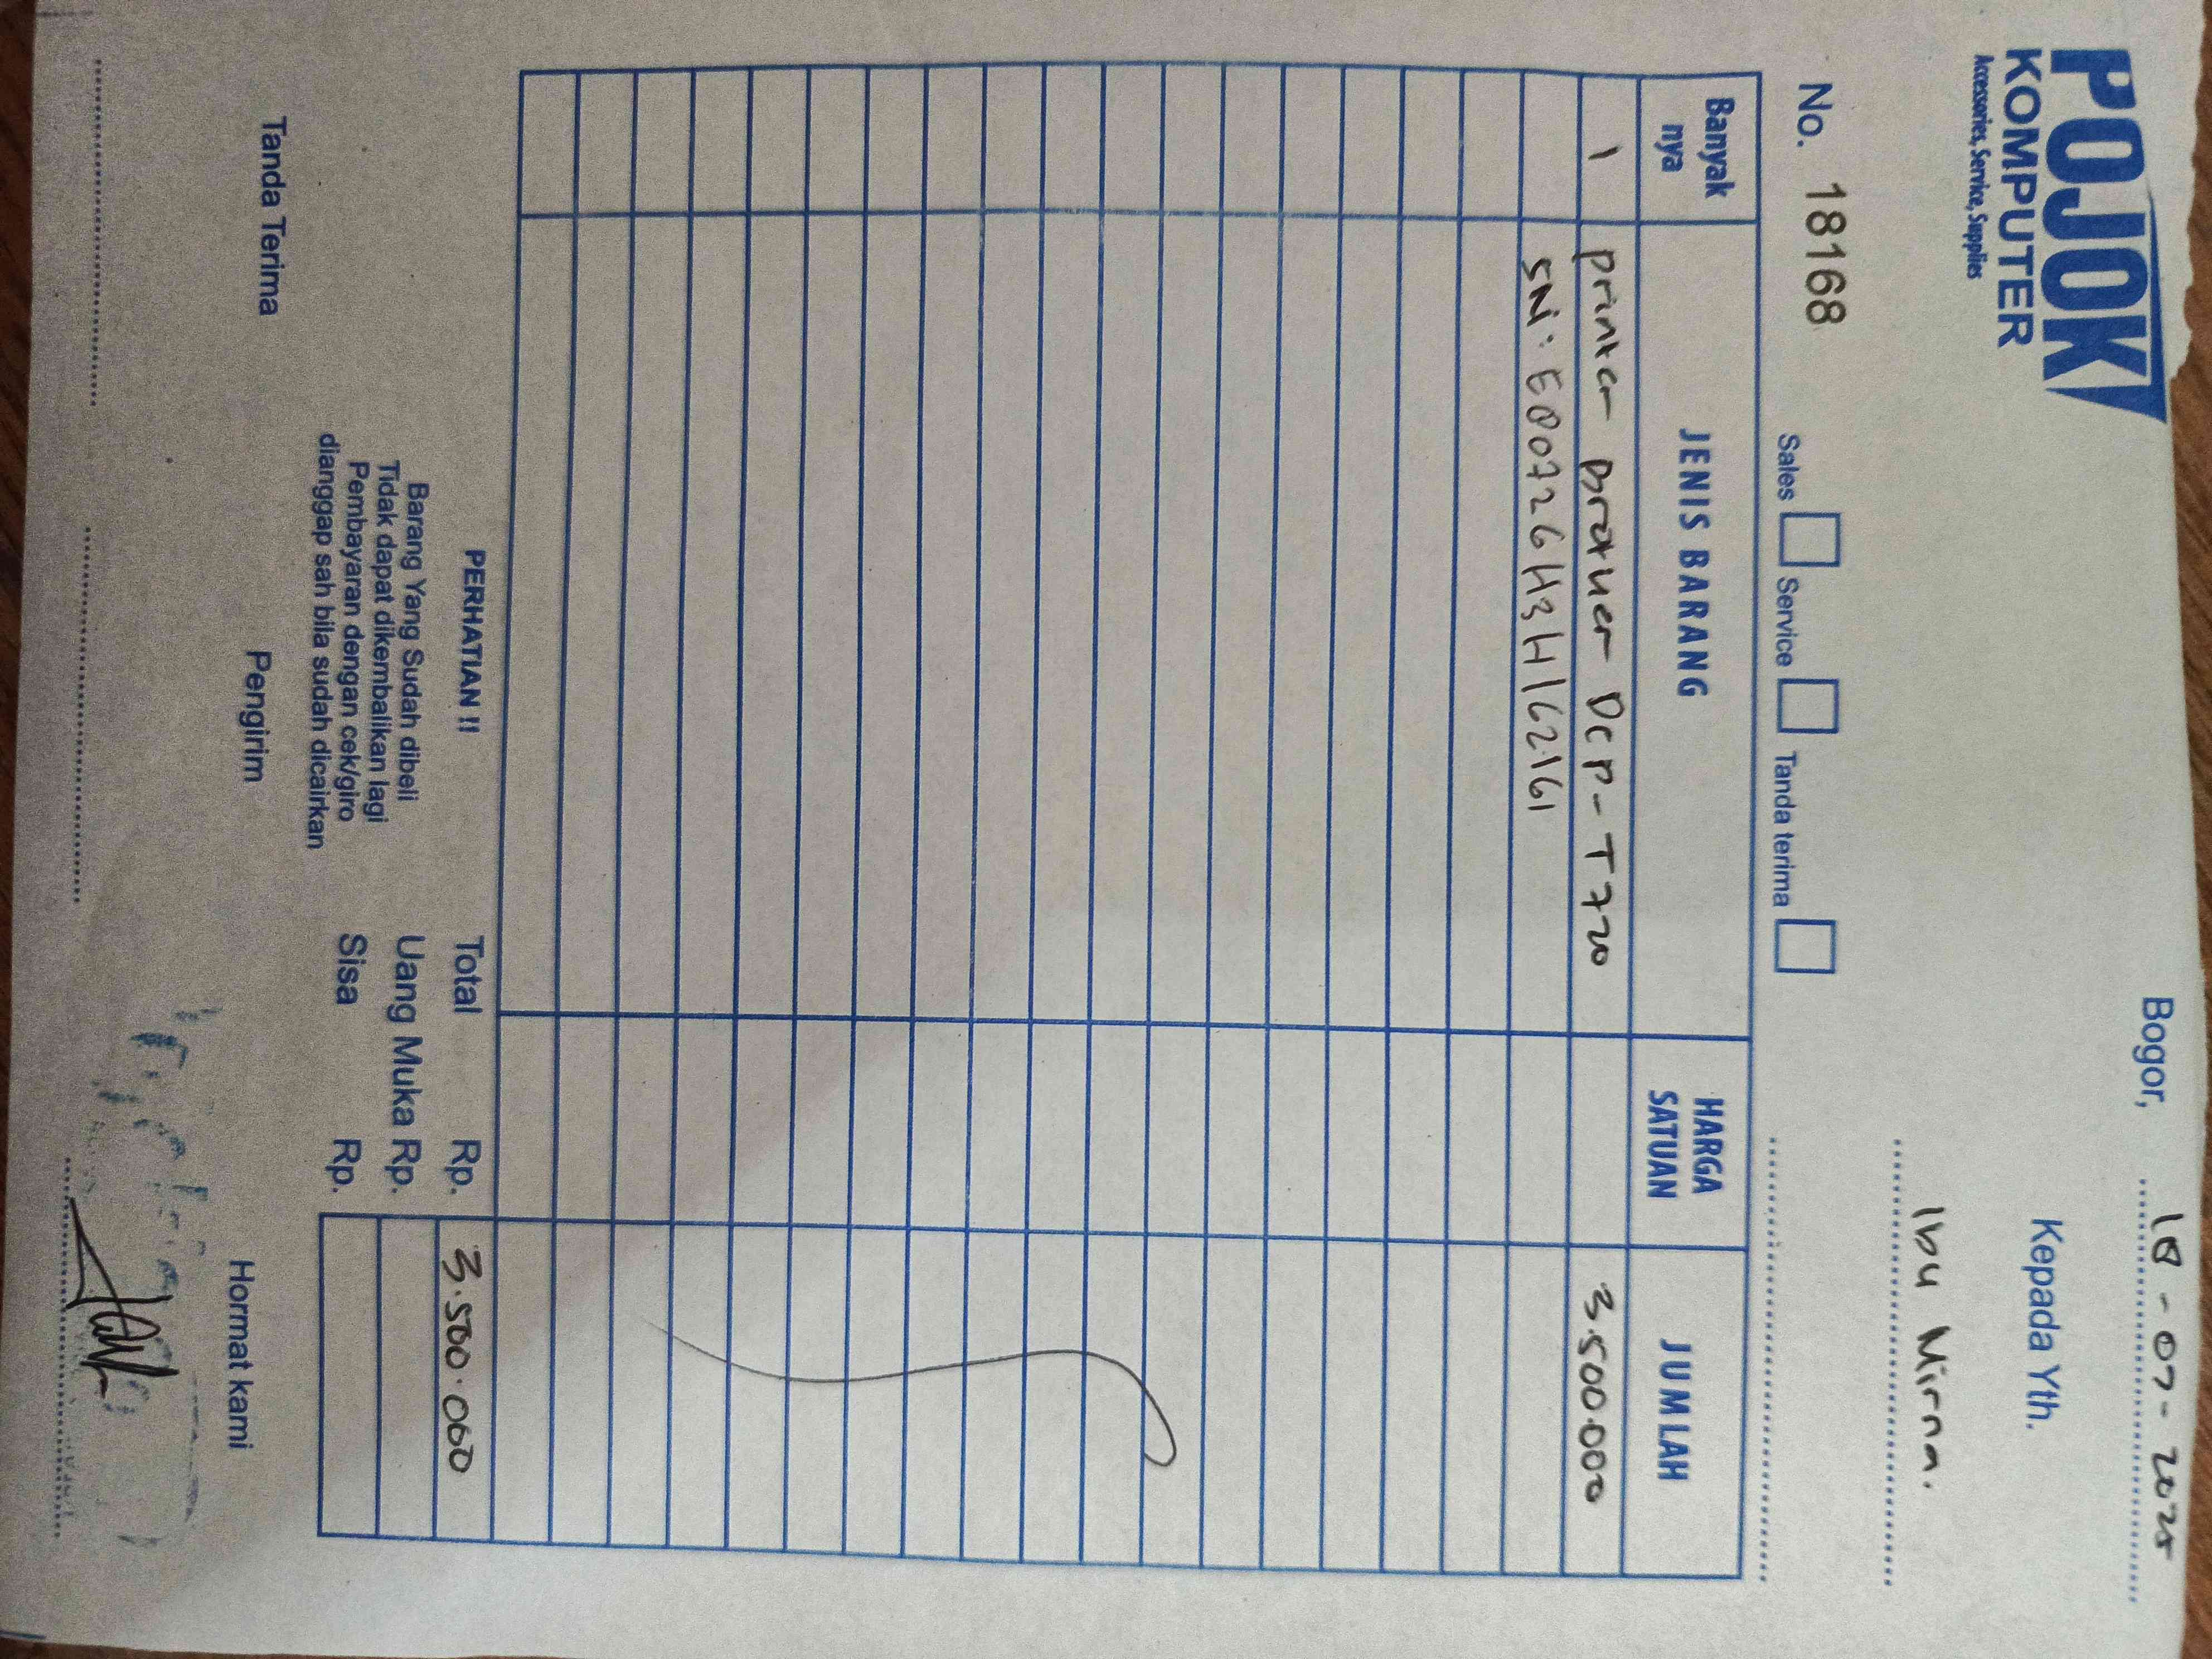 POJOK
KOMPUTER
Accessories, Service, Supplies
Bogor, 18-07-2025
Kepada Yth.
Ibu Mirna.
No. 18168 Sales Service Tanda terima
Banyak nya JENIS BARANG HARGA SATUAN JUMLAH
1 printer Brother DCP-T720 3.500.000
SN: E80726H3H162161
PERHATIAN !!
Barang Yang Sudah dibeli
Tidak dapat dikembalikan lagi
Pembayaran dengan cek/giro
dianggap sah bila sudah dicairkan
Total Rp. 3.500.000
Uang Muka Rp.
Sisa Rp.
Tanda Terima Pengirim Hormat kami